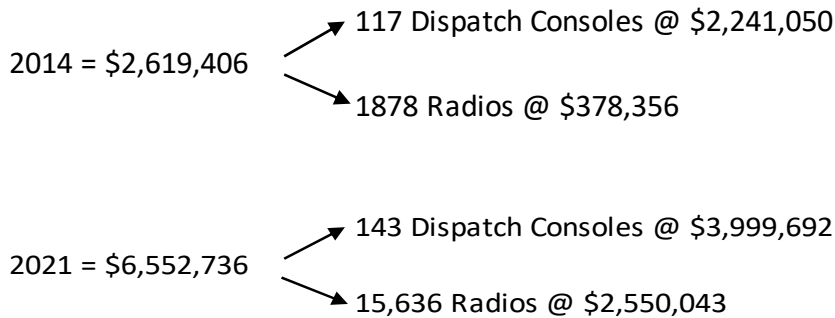 117 Dispatch Consoles @ $2,241,050
2014 = $2,619,406
1878 Radios @ $378,356
143 Dispatch Consoles @ $3,999,692
2021 = $6,552,736
15,636 Radios @ $2,550,043